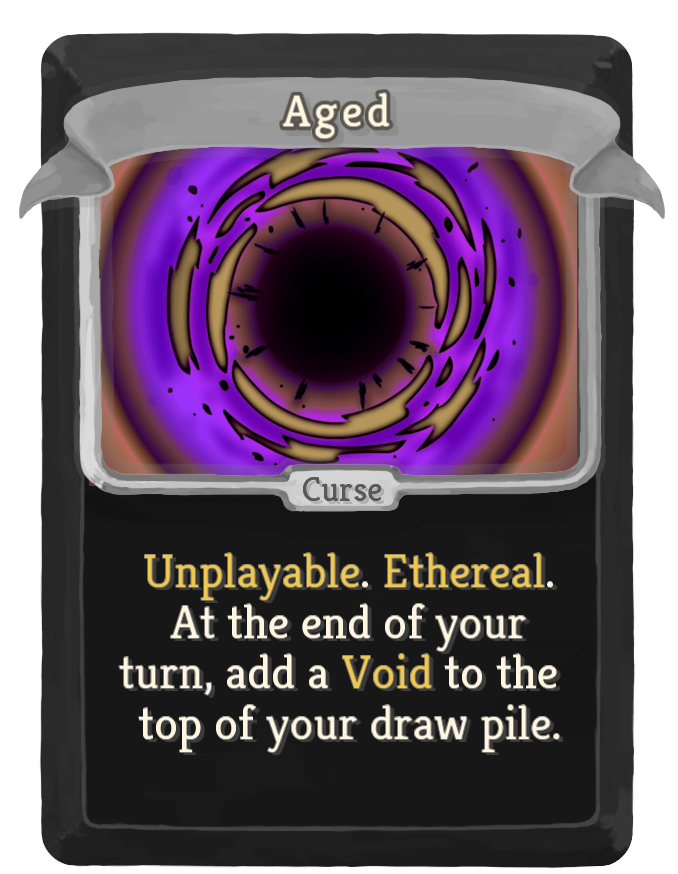 Aged
Curse
Unplayable. Ethereal.
At the end of your
turn, add a Void to the
top of your draw pile.